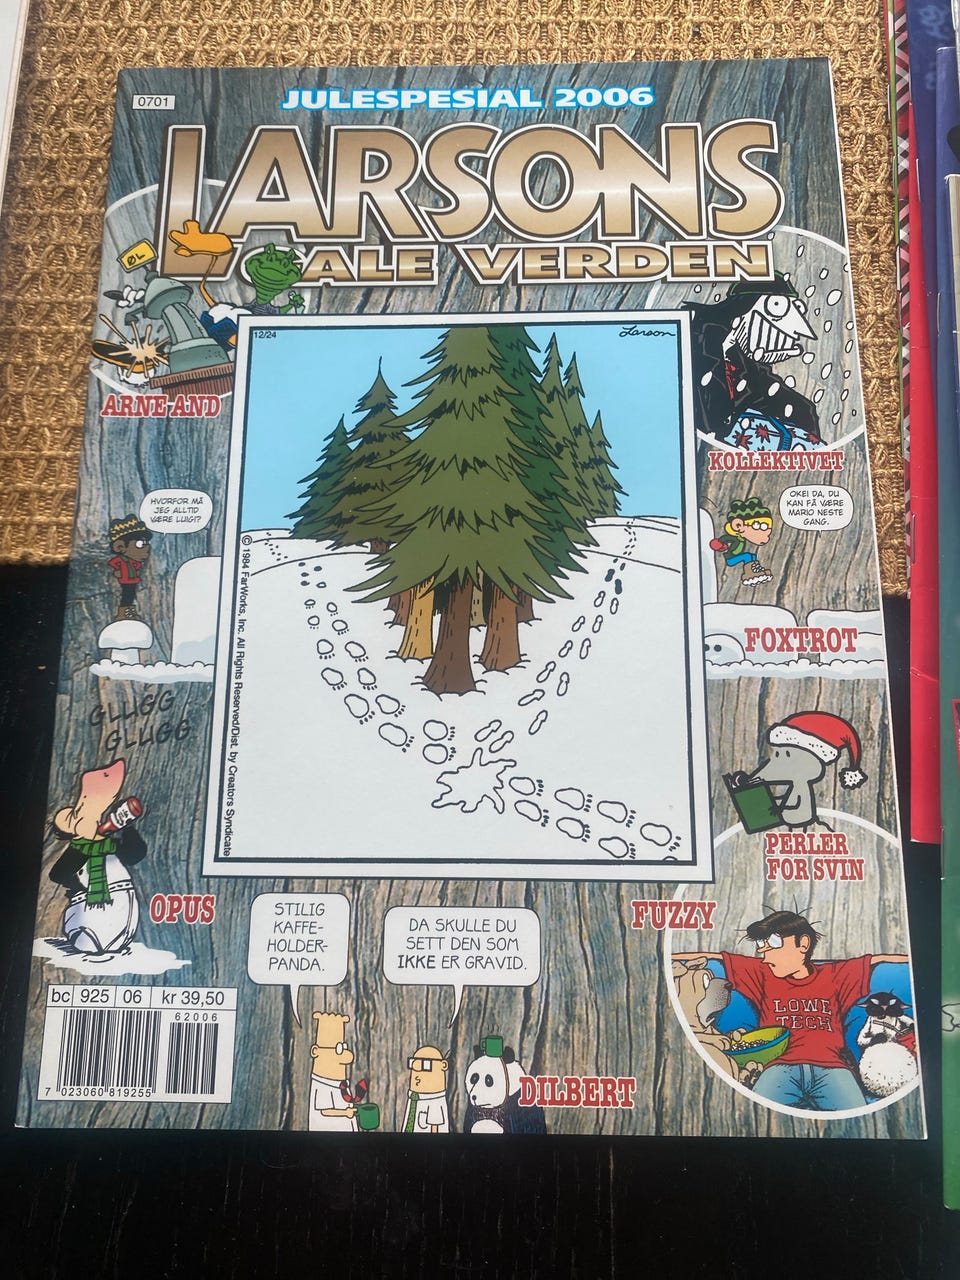 0701
JULESPESIAL 2006
LARSONS
GALE VERDEN
ØL
ARNE AND
12/24
Larson
KOLLEKTIVET
HVORFOR MÅ
JEG ALLTID
VÆRE LUIGI?
OKEI DA, DU
KAN FÅ VÆRE
MARIO NESTE
GANG.
© 1984 FarWorks, Inc. All Rights Reserved/Dist. by Creators Syndicate
FOXTROT
GLUGG
GLUGG
PERLER
FOR SVIN
OPUS
STILIG
KAFFE-
HOLDER-
PANDA.
DA SKULLE DU
SETT DEN SOM
IKKE ER GRAVID.
FUZZY
LOWE
TECH
bc 925 06 kr 39,50
62006
7 023060 819255
DILBERT